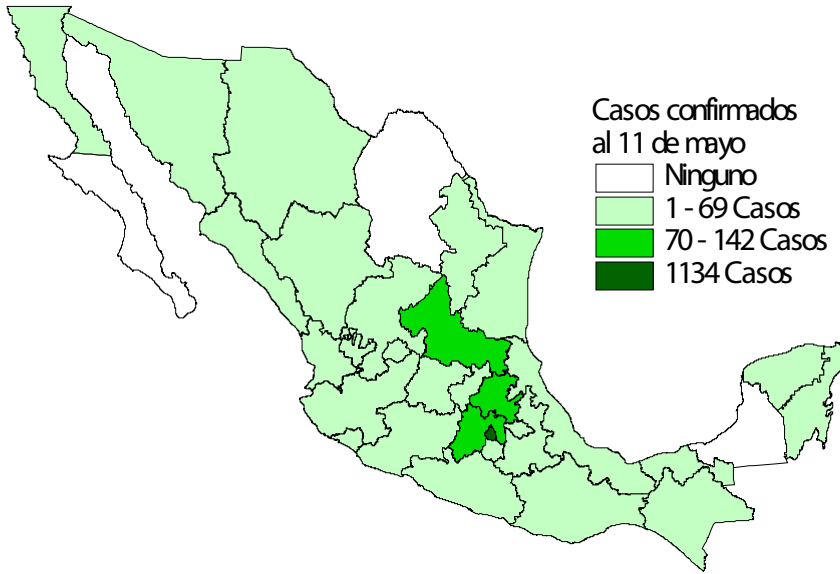 Casos confirmados
al 11 de mayo
Ninguno
1 - 69 Casos
70 - 142 Casos
1134 Casos